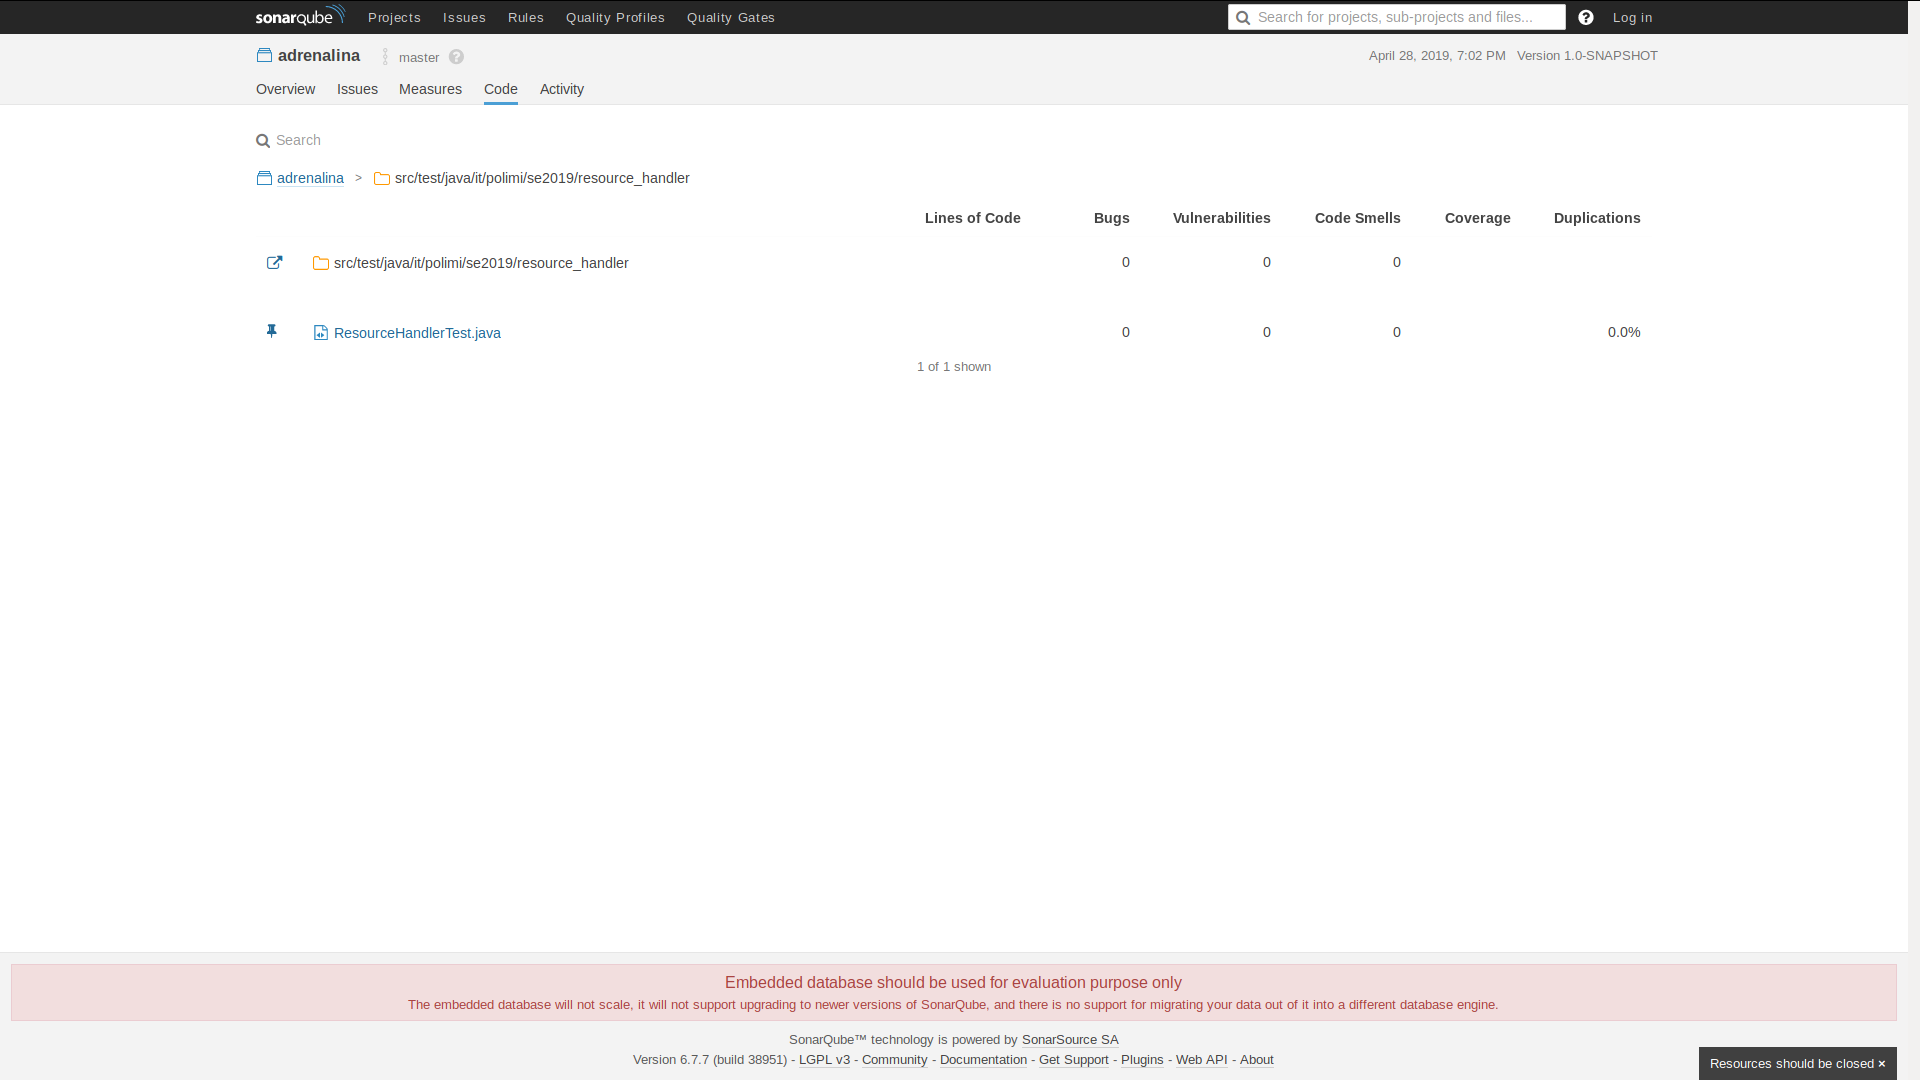 sonarqube Projects Issues Rules Quality Profiles Quality Gates Search for projects, sub-projects and files... Log in
adrenalina master April 28, 2019, 7:02 PM Version 1.0-SNAPSHOT
Overview Issues Measures Code Activity
Search
adrenalina > src/test/java/it/polimi/se2019/resource_handler
Lines of Code Bugs Vulnerabilities Code Smells Coverage Duplications
src/test/java/it/polimi/se2019/resource_handler 0 0 0
ResourceHandlerTest.java 0 0 0 0.0%
1 of 1 shown
Embedded database should be used for evaluation purpose only
The embedded database will not scale, it will not support upgrading to newer versions of SonarQube, and there is no support for migrating your data out of it into a different database engine.
SonarQube™ technology is powered by SonarSource SA
Version 6.7.7 (build 38951) - LGPL v3 - Community - Documentation - Get Support - Plugins - Web API - About
Resources should be closed ×